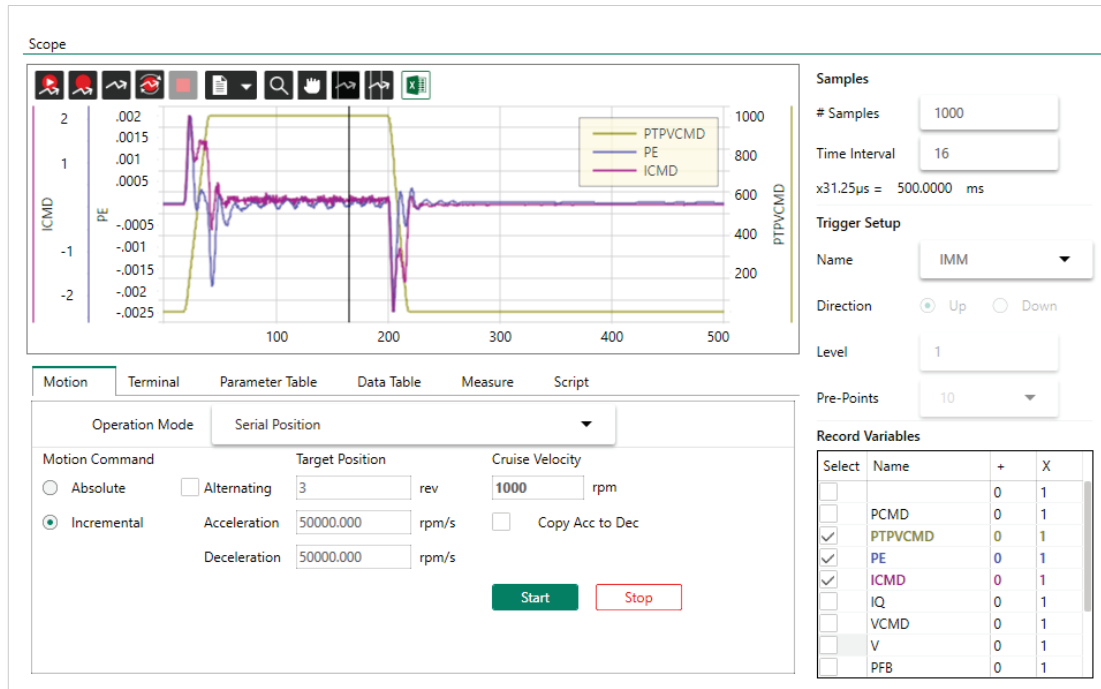 Scope
ICMD
2
1
-1
-2
PE
.002
.0015
.001
.0005
-.0005
-.001
-.0015
-.002
-.0025
PTPVCMD
PE
ICMD
1000
800
600
400
200
PTPVCMD
100 200 300 400 500
Samples
# Samples 1000
Time Interval 16
x31.25µs = 500.0000 ms
Trigger Setup
Name IMM
Direction Up Down
Level 1
Pre-Points 10
Motion Terminal Parameter Table Data Table Measure Script
Operation Mode Serial Position
Motion Command Target Position Cruise Velocity
Absolute Alternating 3 rev 1000 rpm
Incremental Acceleration 50000.000 rpm/s Copy Acc to Dec
Deceleration 50000.000 rpm/s
Start Stop
Record Variables
Select Name + X
0 1
PCMD 0 1
PTPVCMD 0 1
PE 0 1
ICMD 0 1
IQ 0 1
VCMD 0 1
V 0 1
PFB 0 1